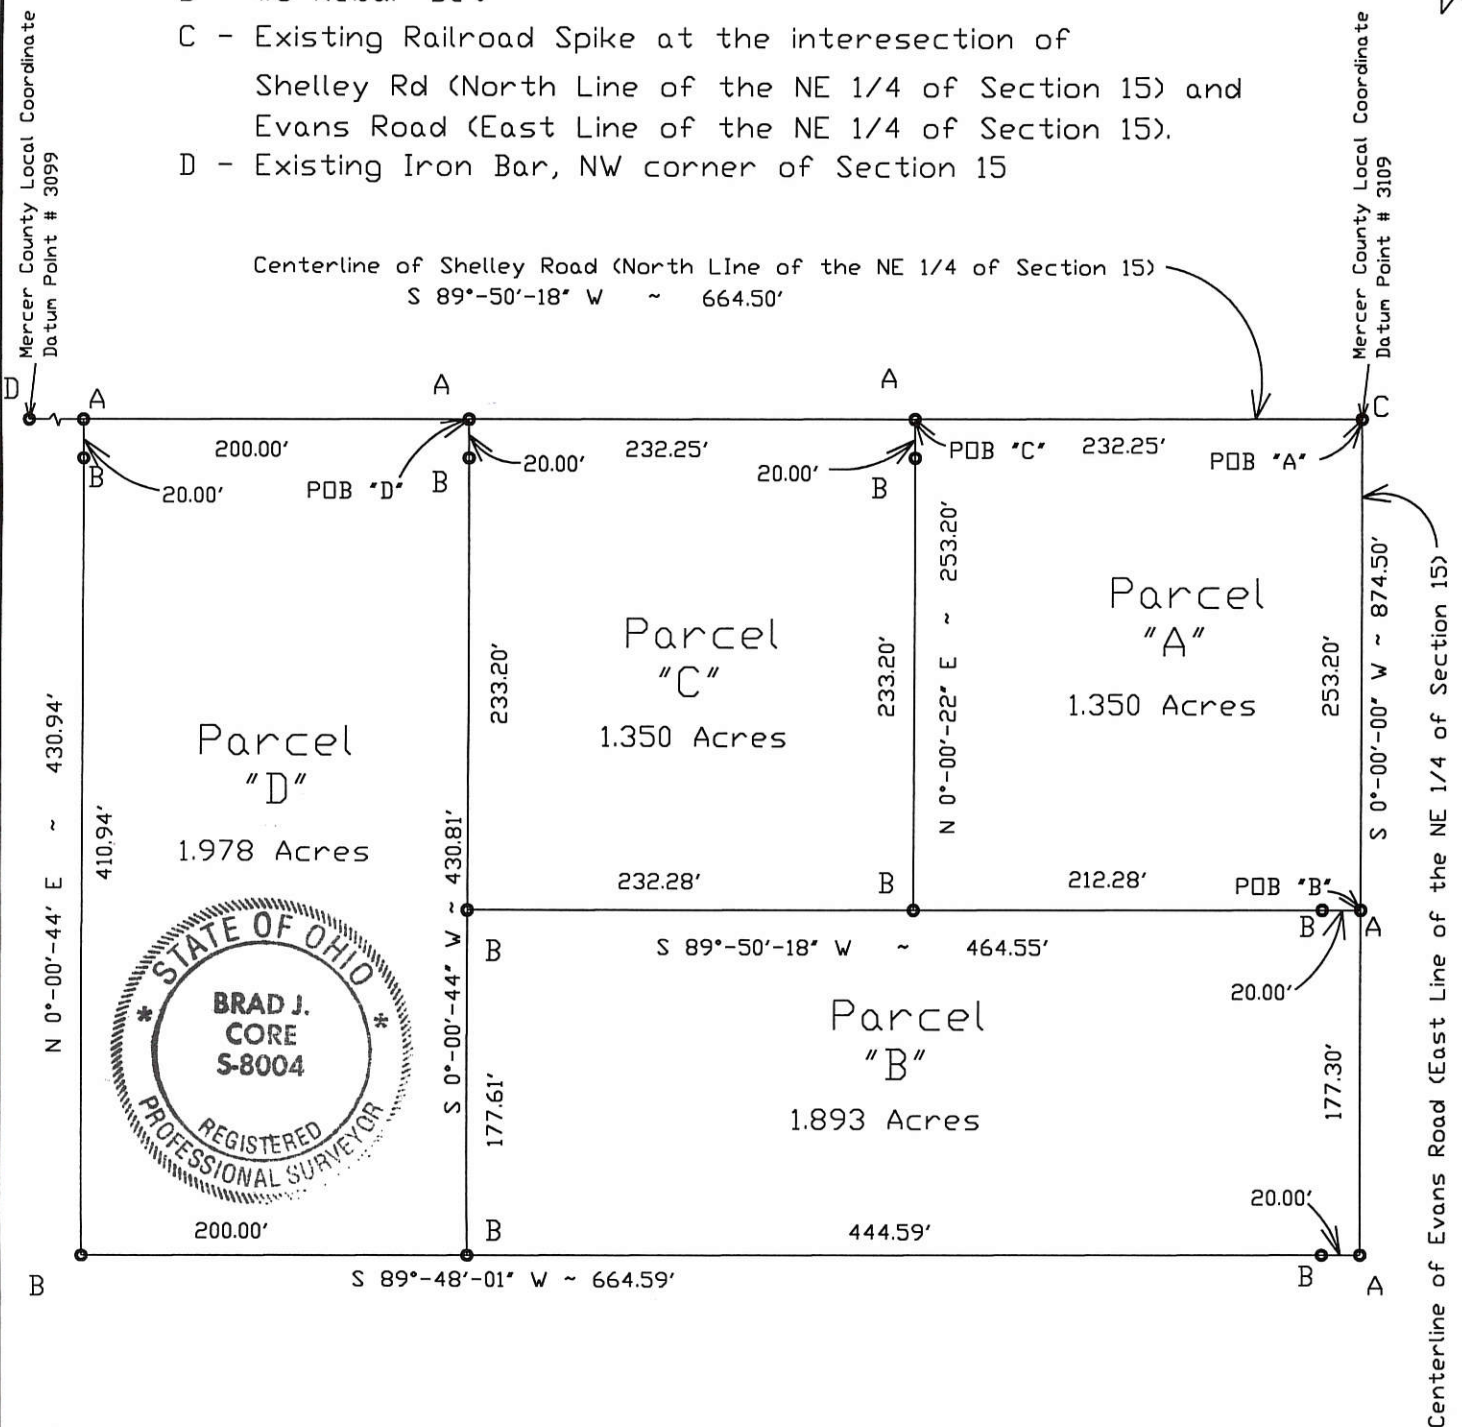 C - Existing Railroad Spike at the interesection of
Shelley Rd (North Line of the NE 1/4 of Section 15) and
Evans Road (East Line of the NE 1/4 of Section 15).
D - Existing Iron Bar, NW corner of Section 15
Mercer County Local Coordinate
Datum Point # 3099
Mercer County Local Coordinate
Datum Point # 3109
Centerline of Shelley Road (North LIne of the NE 1/4 of Section 15)
S 89°-50'-18" W ~ 664.50'
D
A
A
A
C
200.00'
232.25'
POB "C"
232.25'
POB "A"
B
20.00'
POB "D"
B
20.00'
20.00'
B
N 0°-00'-44' E ~ 430.94'
410.94'
Parcel
"D"
1.978 Acres
STATE OF OHIO
BRAD J.
CORE
S-8004
REGISTERED
PROFESSIONAL SURVEYOR
S 0°-00'-44" W ~ 430.81'
233.20'
Parcel
"C"
1.350 Acres
233.20'
N 0°-00'-22" E ~ 253.20'
Parcel
"A"
1.350 Acres
253.20'
S 0°-00'-00" W ~ 874.50'
Centerline of Evans Road (East Line of the NE 1/4 of Section 15)
232.28'
B
212.28'
POB "B"
B
S 89°-50'-18" W ~ 464.55'
B
A
20.00'
177.61'
Parcel
"B"
1.893 Acres
177.30'
200.00'
B
444.59'
20.00'
B
S 89°-48'-01" W ~ 664.59'
B
A